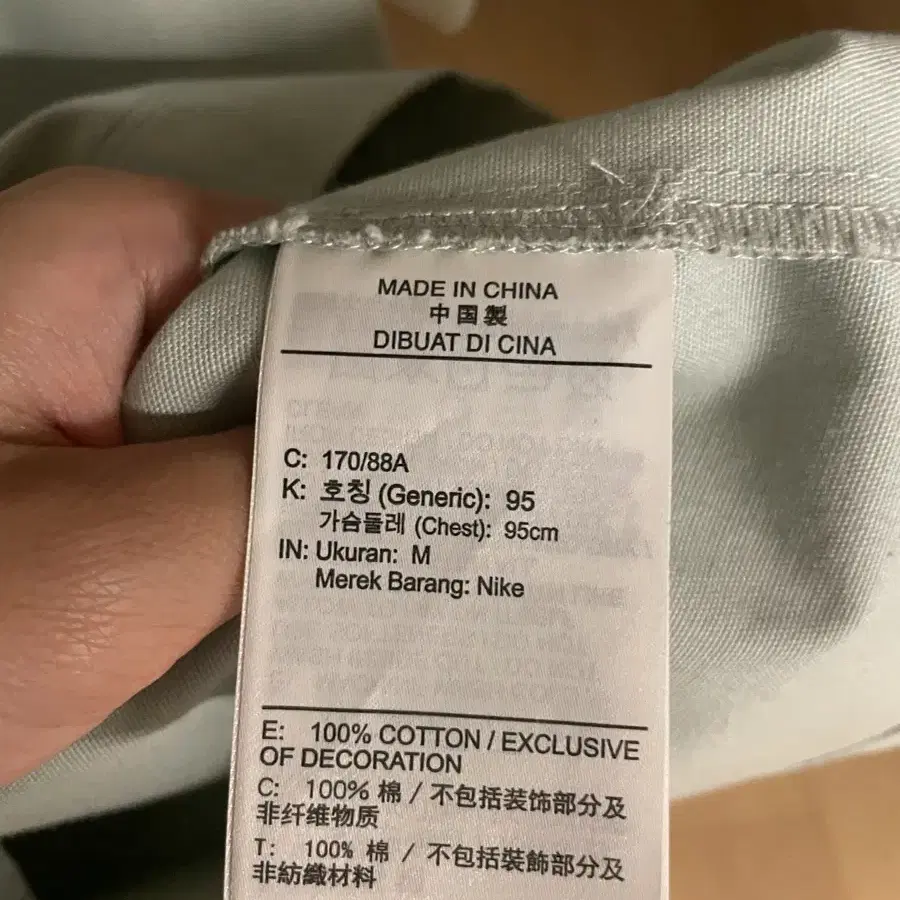 MADE IN CHINA
中国製
DIBUAT DI CINA
C: 170/88A
K: 호칭 (Generic): 95
가슴둘레 (Chest): 95cm
IN: Ukuran: M
Merek Barang: Nike
E: 100% COTTON / EXCLUSIVE
OF DECORATION
C: 100% 棉 / 不包括装饰部分及
非纤维物质
T: 100% 棉 / 不包括裝飾部分及
非紡織材料